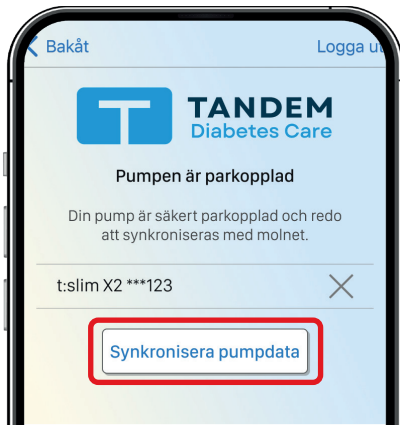 Bakåt
Logga ut
TANDEM
Diabetes Care
Pumpen är parkopplad
Din pump är säkert parkopplad och redo
att synkroniseras med molnet.
t:slim X2 ***123
Synkronisera pumpdata